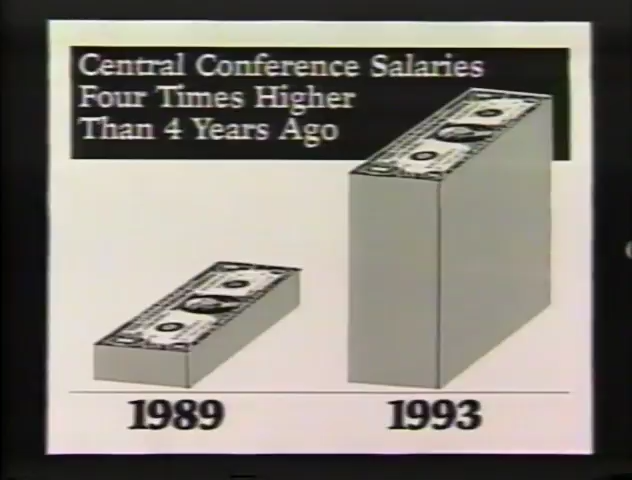 Central Conference Salaries
Four Times Higher
Than 4 Years Ago
1989
1993